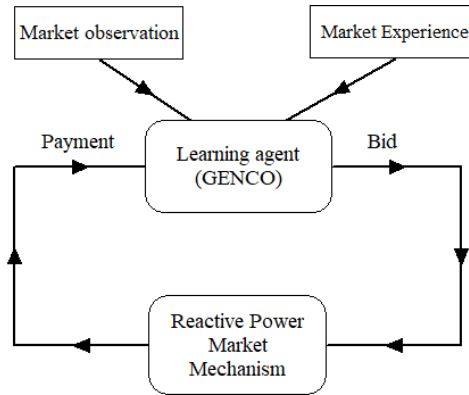 Market observation
Market Experience
Payment
Bid
Learning agent
(GENCO)
Reactive Power
Market
Mechanism